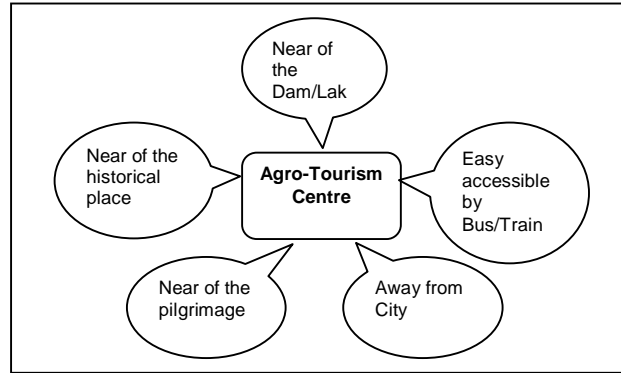 Near of
the
Dam/Lak
Near of the
historical
place
Agro-Tourism
Centre
Easy
accessible
by
Bus/Train
Near of the
pilgrimage
Away from
City